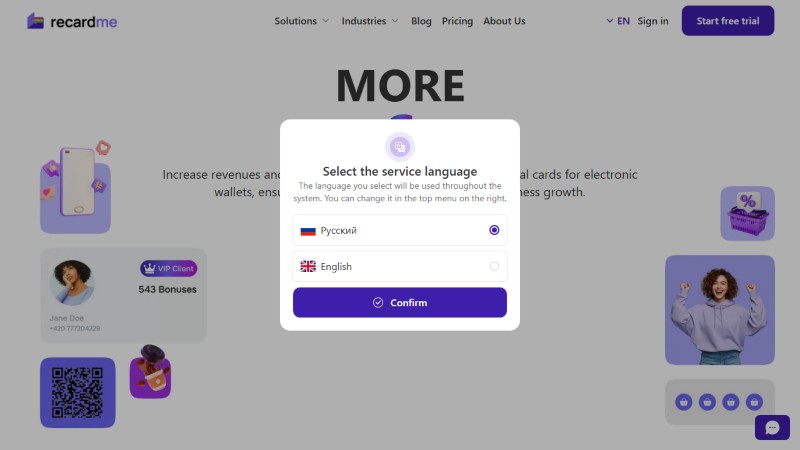 recardme
Solutions
Industries
Blog
Pricing
About Us
EN
Sign in
Start free trial
MORE
Increase revenues and
al cards for electronic
wallets, ensu
ness growth.
Select the service language
The language you select will be used throughout the
system. You can change it in the top menu on the right.
Русский
English
Confirm
VIP Client
543 Bonuses
Jane Doe
+420 777204226
%